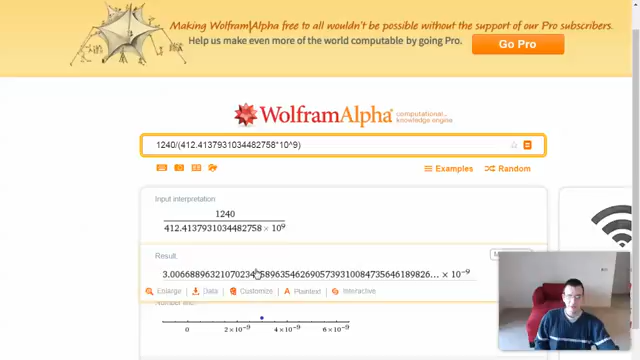 Making Wolfram|Alpha free to all wouldn't be possible without the support of our Pro subscribers.
Help us make even more of the world computable by going Pro.
Go Pro
WolframAlpha computational... knowledge engine
1240/(412.4137931034482758*10^9)
Examples Random
Input interpretation
1240
412.4137931034482758 × 10^9
Result
Enlarge Data Customize A Plaintext Interactive
Number line
0 2×10^-9 4×10^-9 6×10^-9